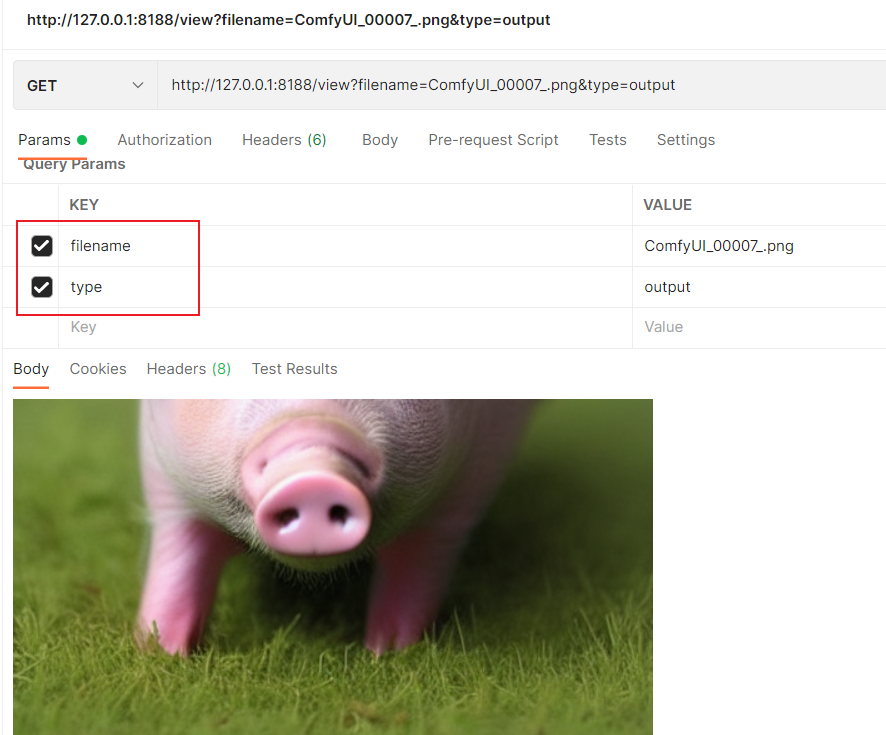 http://127.0.0.1:8188/view?filename=ComfyUI_00007_.png&type=output
GET http://127.0.0.1:8188/view?filename=ComfyUI_00007_.png&type=output
Params Authorization Headers (6) Body Pre-request Script Tests Settings
Query Params
KEY VALUE
filename ComfyUI_00007_.png
type output
Key Value
Body Cookies Headers (8) Test Results